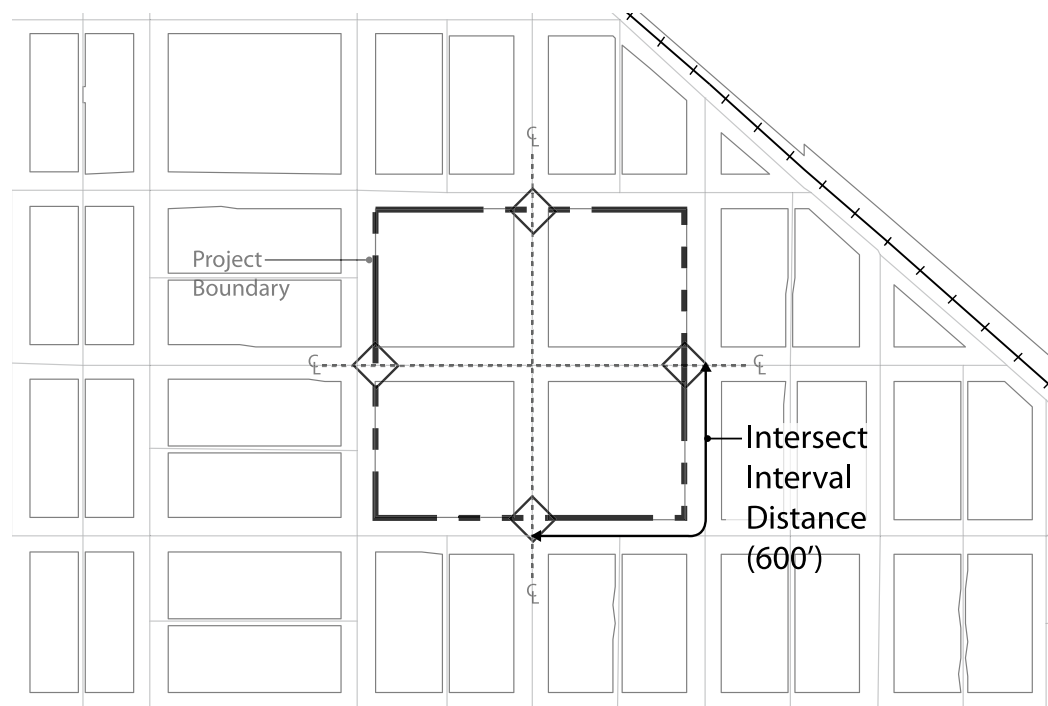 ℄
Project
Boundary
℄
℄
Intersect
Interval
Distance
(600’)
℄